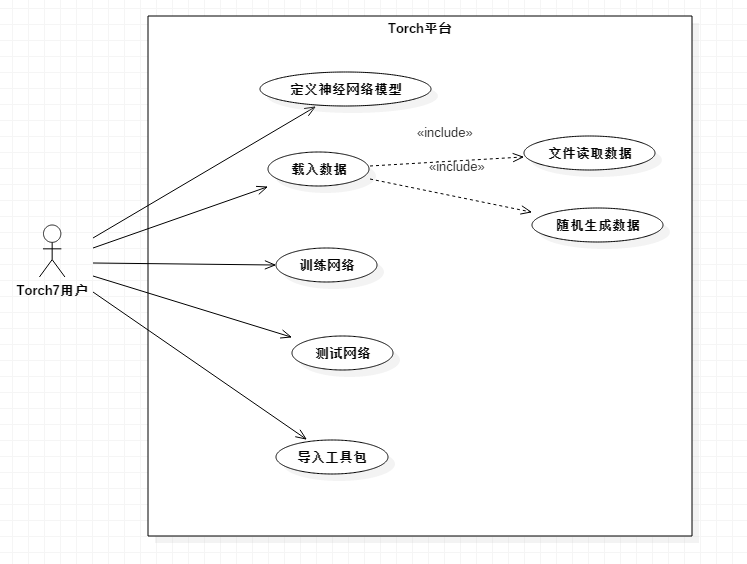 Torch平台
定义神经网络模型
«include»
载入数据
文件读取数据
«include»
随机生成数据
训练网络
Torch7用户
测试网络
导入工具包